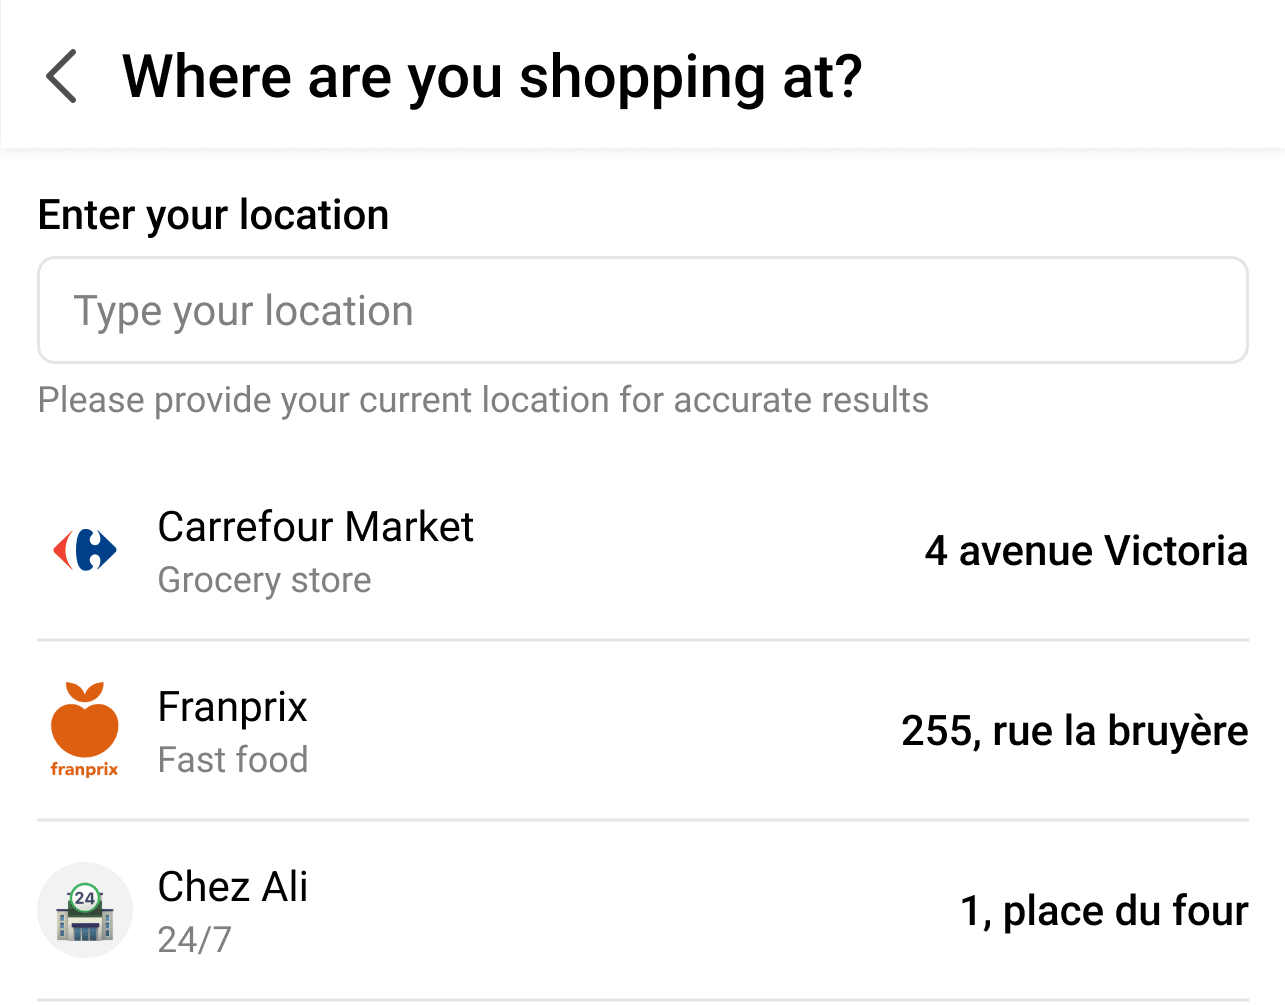 Where are you shopping at?
Enter your location
Type your location
Please provide your current location for accurate results
Carrefour Market
Grocery store
4 avenue Victoria
franprix
Franprix
Fast food
255, rue la bruyère
24
Chez Ali
24/7
1, place du four